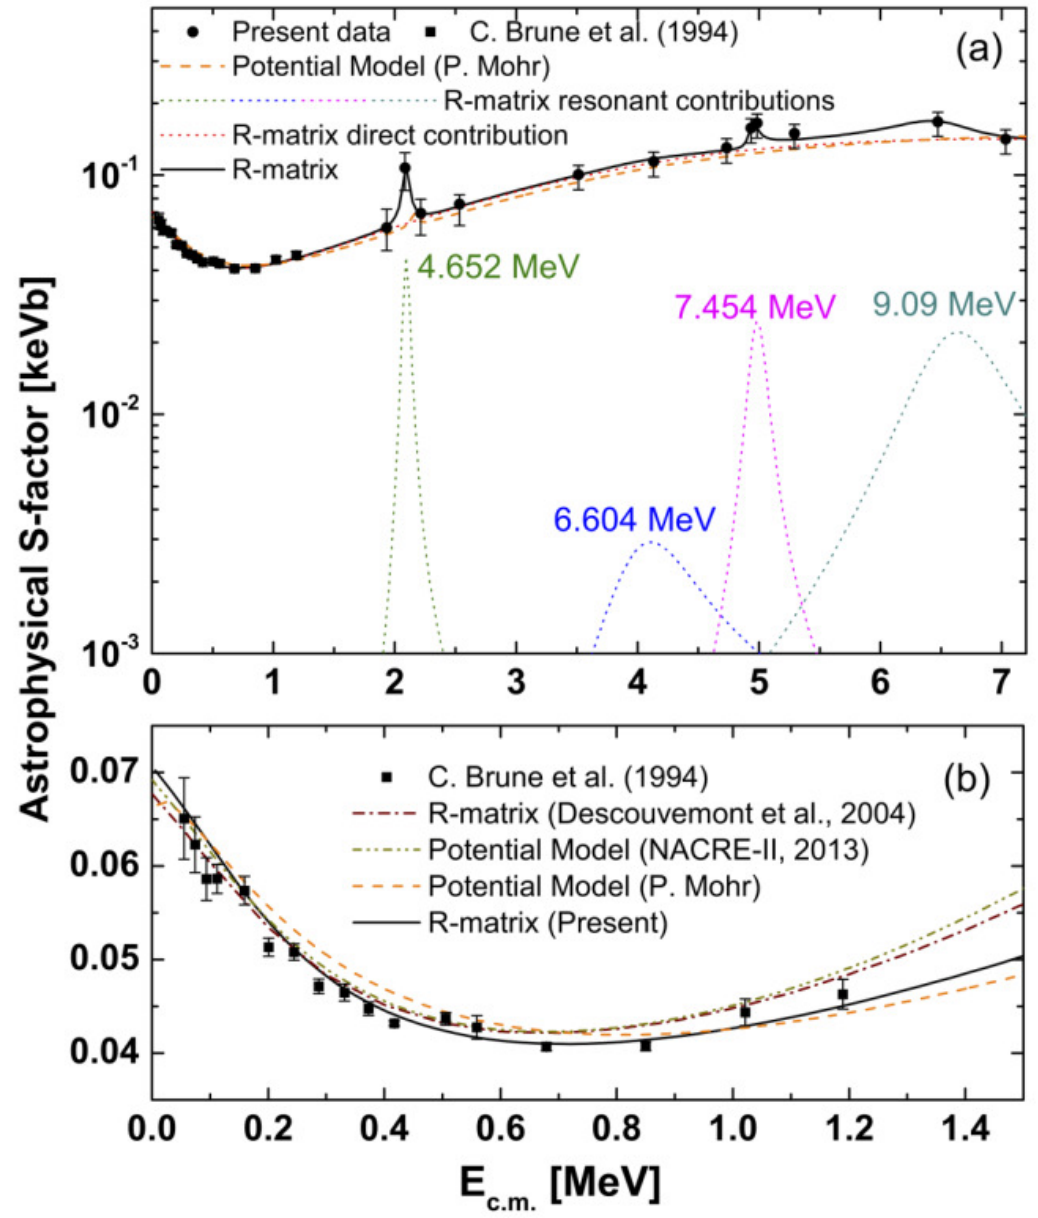 Present data C. Brune et al. (1994)
(a)
Potential Model (P. Mohr)
R-matrix resonant contributions
R-matrix direct contribution
R-matrix
10-1
10-2
10-3
4.652 MeV
7.454 MeV
9.09 MeV
6.604 MeV
0 1 2 3 4 5 6 7
Astrophysical S-factor [keVb]
(b)
C. Brune et al. (1994)
R-matrix (Descouvemont et al., 2004)
Potential Model (NACRE-II, 2013)
Potential Model (P. Mohr)
R-matrix (Present)
0.07
0.06
0.05
0.04
0.0 0.2 0.4 0.6 0.8 1.0 1.2 1.4
Ec.m. [MeV]